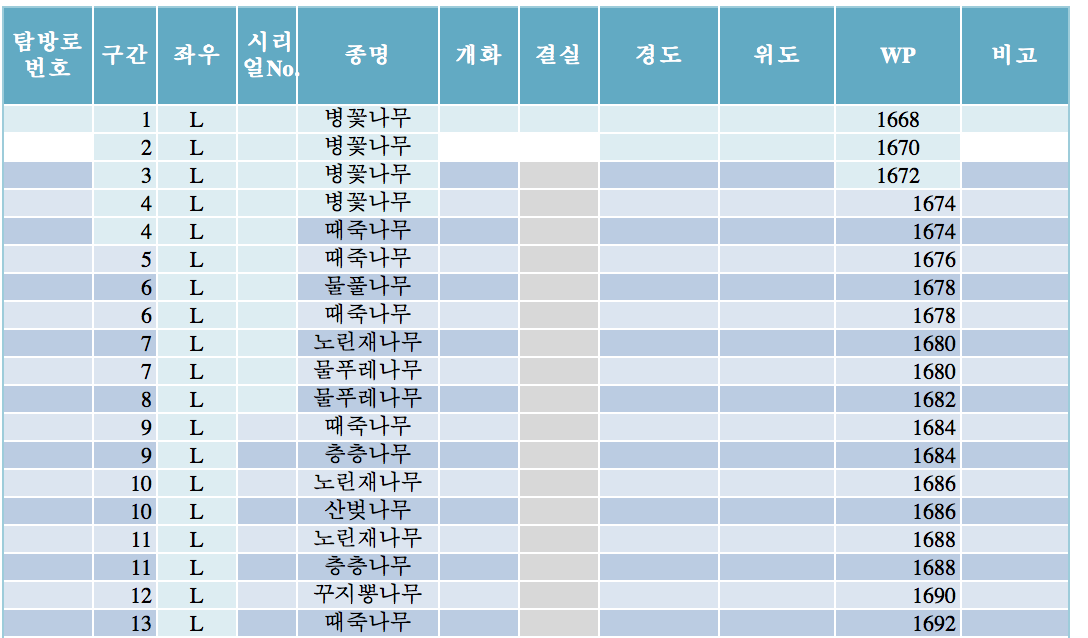 탐방로 번호 구간 좌우 시리얼No. 종명 개화 결실 경도 위도 WP 비고
1 L 병꽃나무 1668
2 L 병꽃나무 1670
3 L 병꽃나무 1672
4 L 병꽃나무 1674
4 L 때죽나무 1674
5 L 때죽나무 1676
6 L 물풀나무 1678
6 L 때죽나무 1678
7 L 노린재나무 1680
7 L 물푸레나무 1680
8 L 물푸레나무 1682
9 L 때죽나무 1684
9 L 층층나무 1684
10 L 노린재나무 1686
10 L 산벚나무 1686
11 L 노린재나무 1688
11 L 층층나무 1688
12 L 꾸지뽕나무 1690
13 L 때죽나무 1692